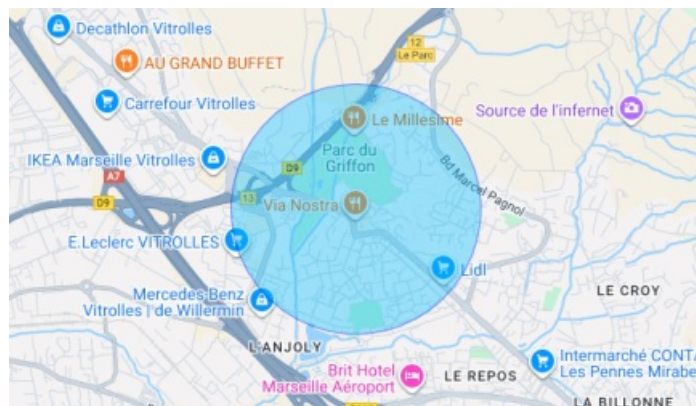 Decathlon Vitrolles
AU GRAND BUFFET
12
Le Parc
Carrefour Vitrolles
Le Millesime
Source de l'infernet
Parc du
Griffon
IKEA Marseille Vitrolles
D9
A7
D9
13
Bd Marcel Pagnol
Via Nostra
E.Leclerc VITROLLES
Lidl
Mercedes-Benz
Vitrolles | de Willermin
LE CROY
L'ANJOLY
Intermarché CONTA
Les Pennes Mirabe
Brit Hotel
Marseille Aéroport
LE REPOS
LA BILLONNE